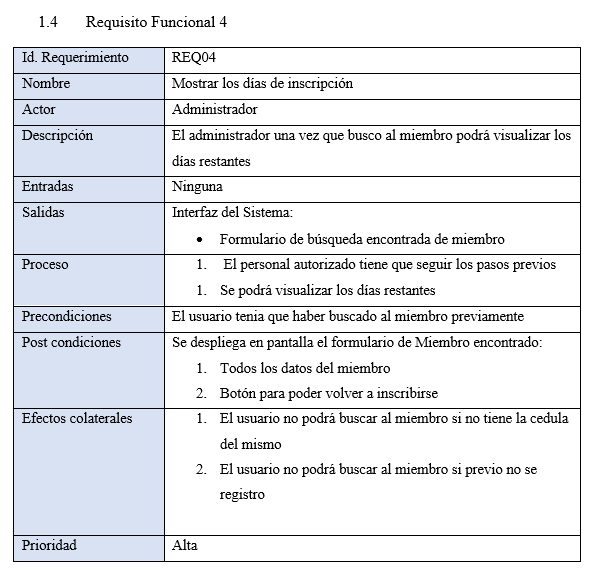 1.4 Requisito Funcional 4
Id. Requerimiento REQ04
Nombre Mostrar los días de inscripción
Actor Administrador
Descripción El administrador una vez que busco al miembro podrá visualizar los
días restantes
Entradas Ninguna
Salidas Interfaz del Sistema:
• Formulario de búsqueda encontrada de miembro
Proceso 1. El personal autorizado tiene que seguir los pasos previos
1. Se podrá visualizar los días restantes
Precondiciones El usuario tenia que haber buscado al miembro previamente
Post condiciones Se despliega en pantalla el formulario de Miembro encontrado:
1. Todos los datos del miembro
2. Botón para poder volver a inscribirse
Efectos colaterales 1. El usuario no podrá buscar al miembro si no tiene la cedula
del mismo
2. El usuario no podrá buscar al miembro si previo no se
registro
Prioridad Alta